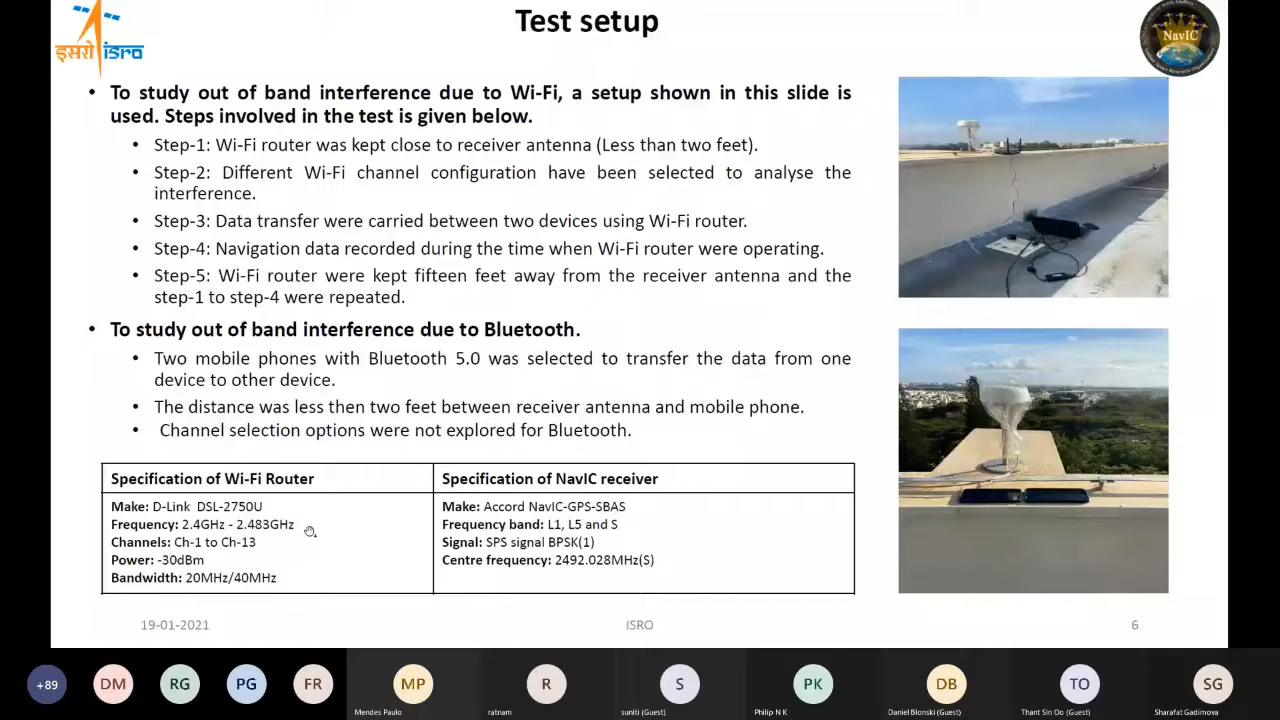 Test setup
इसरो isro
NavIC
• To study out of band interference due to Wi-Fi, a setup shown in this slide is
used. Steps involved in the test is given below.
• Step-1: Wi-Fi router was kept close to receiver antenna (Less than two feet).
• Step-2: Different Wi-Fi channel configuration have been selected to analyse the
interference.
• Step-3: Data transfer were carried between two devices using Wi-Fi router.
• Step-4: Navigation data recorded during the time when Wi-Fi router were operating.
• Step-5: Wi-Fi router were kept fifteen feet away from the receiver antenna and the
step-1 to step-4 were repeated.
• To study out of band interference due to Bluetooth.
• Two mobile phones with Bluetooth 5.0 was selected to transfer the data from one
device to other device.
• The distance was less then two feet between receiver antenna and mobile phone.
• Channel selection options were not explored for Bluetooth.
Specification of Wi-Fi Router
Make: D-Link DSL-2750U
Frequency: 2.4GHz - 2.483GHz
Channels: Ch-1 to Ch-13
Power: -30dBm
Bandwidth: 20MHz/40MHz
Specification of NavIC receiver
Make: Accord NavIC-GPS-SBAS
Frequency band: L1, L5 and S
Signal: SPS signal BPSK(1)
Centre frequency: 2492.028MHz(S)
19-01-2021 ISRO 6
+89 DM RG PG FR MP R S PK DB TO SG
Mendes Paulo ratnam suniti (Guest) Philip N K Daniel Blonski (Guest) Thant Sin Oo (Guest) Sharafat Gadimova